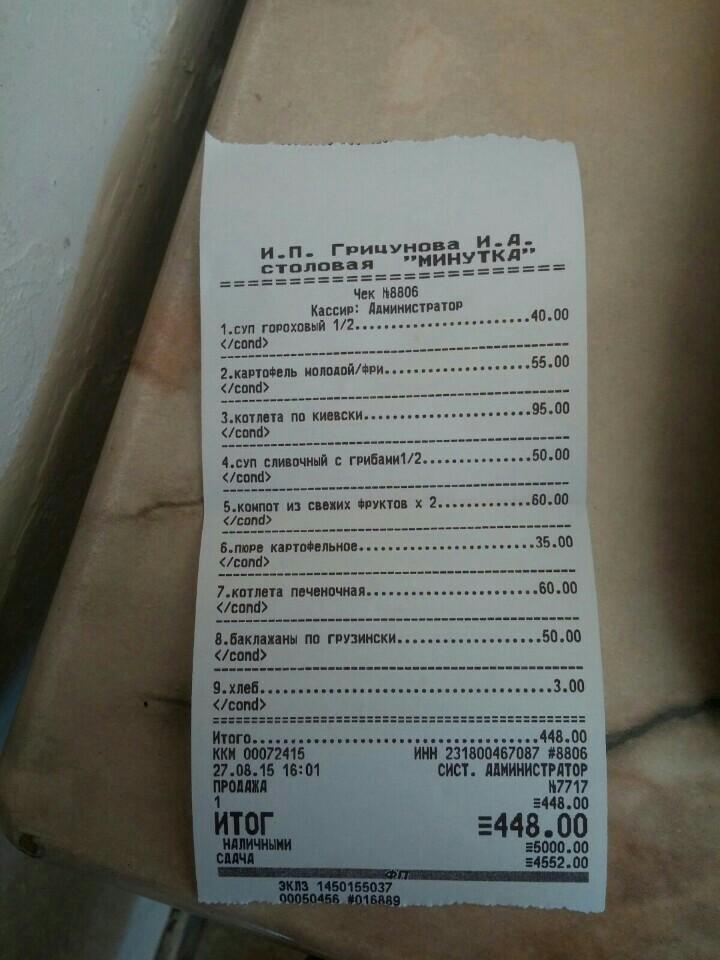 И.П. Грицунова И.А.
столовая "МИНУТКА"
================================
Чек №8806
Кассир: Администратор
1.суп гороховый 1/2......................40.00
</cond>
2.картофель молодой/фри...................55.00
</cond>
3.котлета по киевски......................95.00
</cond>
4.суп сливочный с грибами1/2..............50.00
</cond>
5.компот из свежих фруктов х 2............60.00
</cond>
6.пюре картофельное.......................35.00
</cond>
7.котлета печеночная......................60.00
</cond>
8.баклажаны по грузински..................50.00
</cond>
9.хлеб.....................................3.00
</cond>
Итого....................................448.00
ККМ 00072415 ИНН 231800467087 #8806
27.08.15 16:01 СИСТ. АДМИНИСТРАТОР
ПРОДАЖА №7717
1 ≡448.00
ИТОГ ≡448.00
НАЛИЧНЫМИ ≡5000.00
СДАЧА ≡4552.00
ФП
ЭКЛЗ 1450155037
00050456 #016889